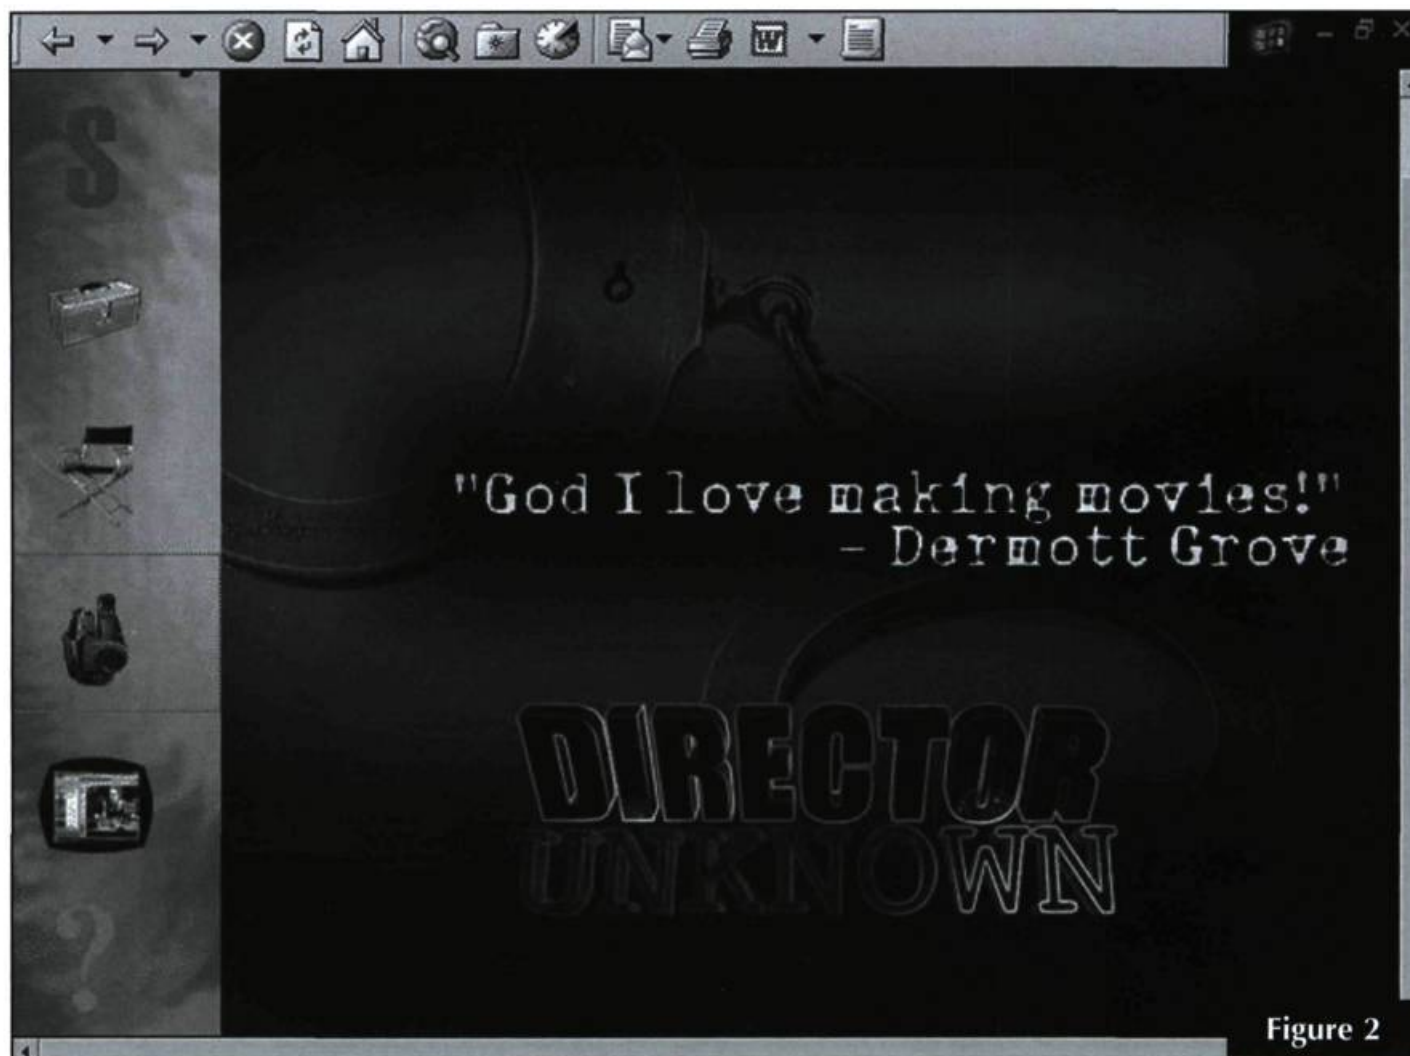 S
"God I love making movies!"
- Dermott Grove
DIRECTOR
UNKNOWN
?
W
Figure 2